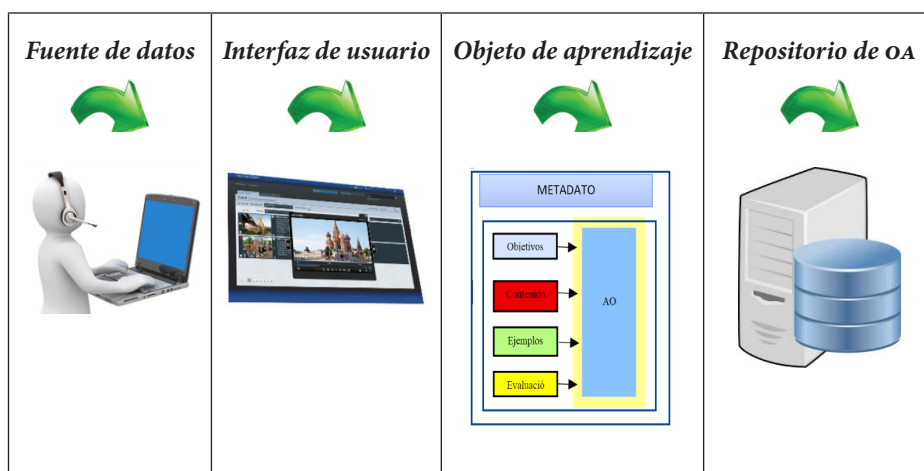 Fuente de datos
Interfaz de usuario
Objeto de aprendizaje
Repositorio de OA
METADATO
Objetivos
Contenido
Ejemplos
Evaluació
AO